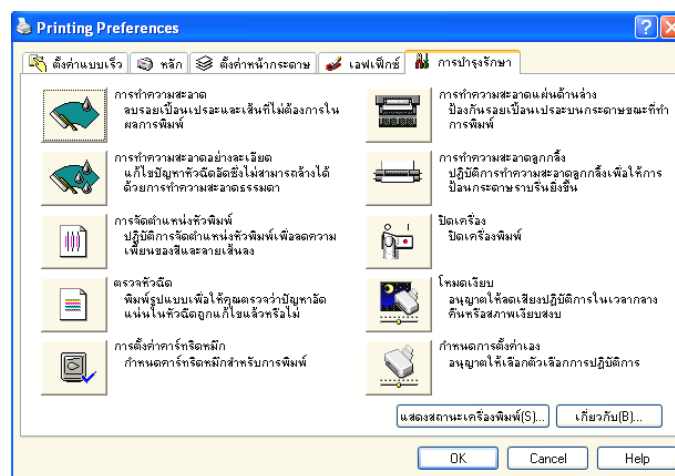 Printing Preferences
ตั้งค่าแบบเร็ว
หลัก
ตั้งค่าหน้ากระดาษ
เอฟเฟ็กซ์
การบำรุงรักษา
การทำความสะอาด
ลบรอยเปื้อนเปรอะและเส้นที่ไม่ต้องการใน
ผลการพิมพ์
การทำความสะอาดอย่างละเอียด
แก้ไขปัญหาหัวฉีดอัดซึ่งไม่สามารถล้างได้
ด้วยการทำความสะอาดธรรมดา
การจัดตำแหน่งหัวพิมพ์
ปฏิบัติการจัดตำแหน่งหัวพิมพ์เพื่อลดความ
เพี้ยนของสีและลายเส้นลง
ตรวจหัวฉีด
พิมพ์รูปแบบเพื่อให้คุณตรวจว่าปัญหาอัด
แน่นในหัวฉีดถูกแก้ไขแล้วหรือไม่
การตั้งค่าคาร์ทริดหมึก
กำหนดคาร์ทริดหมึกสำหรับการพิมพ์
การทำความสะอาดแผ่นด้านล่าง
ป้องกันรอยเปื้อนเปรอะบนกระดาษขณะที่ทำ
การพิมพ์
การทำความสะอาดลูกกลิ้ง
ปฏิบัติการทำความสะอาดลูกกลิ้งเพื่อให้การ
ป้อนกระดาษราบรื่นยิ่งขึ้น
ปิดเครื่อง
ปิดเครื่องพิมพ์
โหมดเงียบ
อนุญาตให้ลดเสียงปฏิบัติการในเวลากลาง
คืนหรือสภาพเงียบสงบ
กำหนดการตั้งค่าเอง
อนุญาตให้เลือกตัวเลือกการปฏิบัติการ
แสดงสถานะเครื่องพิมพ์(S)...
เกี่ยวกับ(B)...
OK
Cancel
Help